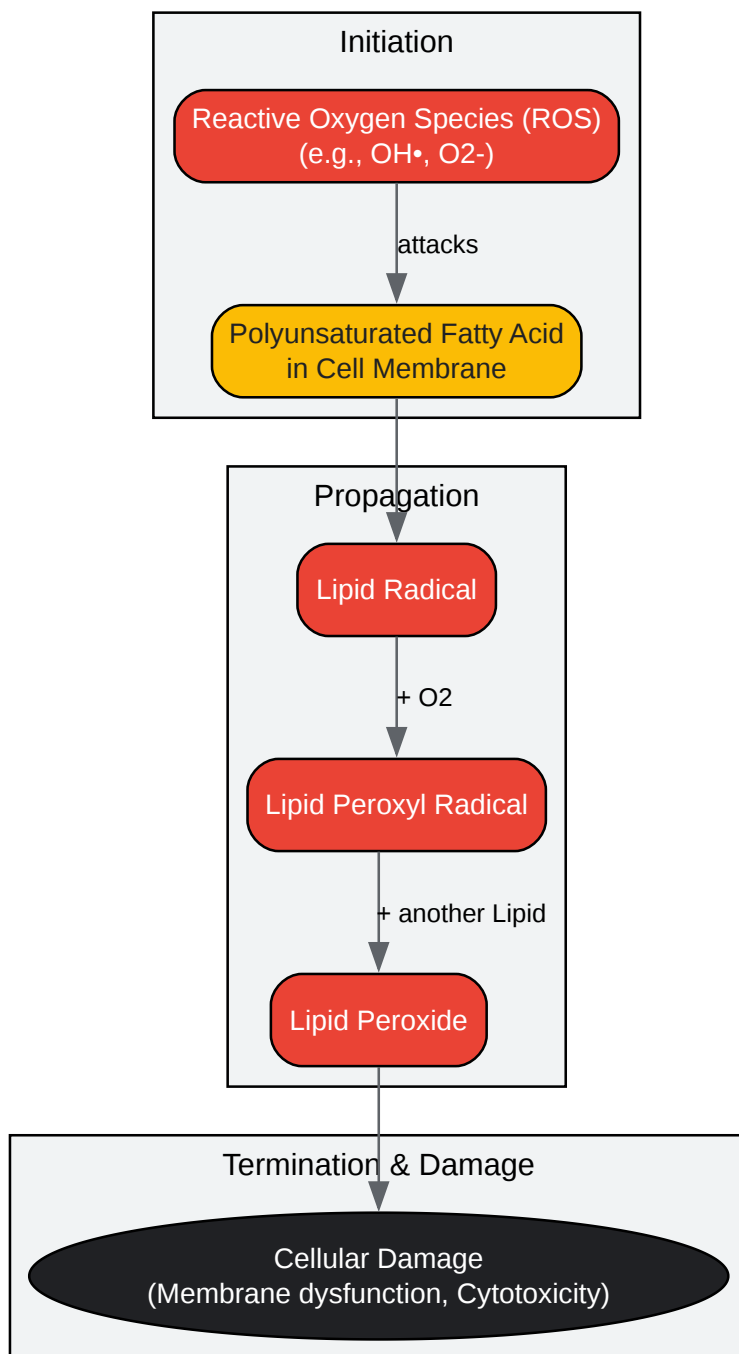 Initiation
Reactive Oxygen Species (ROS)
(e.g., OH•, O2-)
attacks
Polyunsaturated Fatty Acid
in Cell Membrane
Propagation
Lipid Radical
+ O2
Lipid Peroxyl Radical
+ another Lipid
Lipid Peroxide
Termination & Damage
Cellular Damage
(Membrane dysfunction, Cytotoxicity)